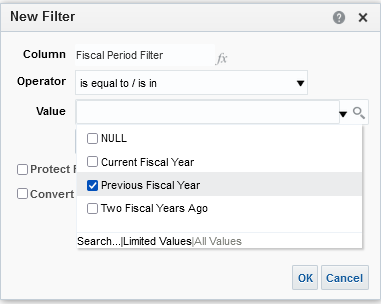 New Filter
Column Fiscal Period Filter fx
Operator is equal to / is in
Value
NULL
Current Fiscal Year
Previous Fiscal Year
Protect
Two Fiscal Years Ago
Convert
Search...|Limited Values|All Values
OK Cancel